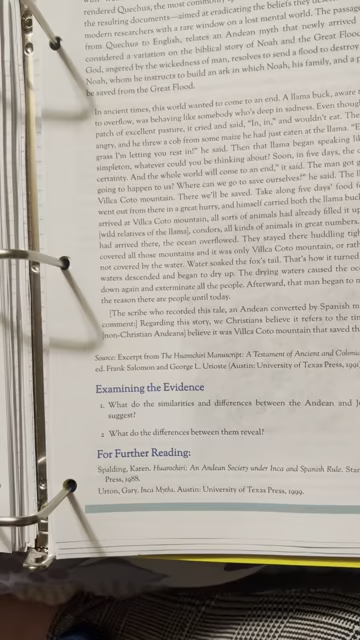 rendered Quechua, the most commonly
the resulting documents—aimed at eradicating the beliefs they
modern researchers with a rare window on a lost mental world. The passage
from Quechua to English, relates an Andean myth that newly arrived
considered a variation on the biblical story of Noah and the Great Flood
God, angered by the wickedness of man, resolves to send a flood to destroy
Noah, whom he instructs to build an ark in which Noah, his family, and a p
be saved from the Great Flood.
In ancient times, this world wanted to come to an end. A llama buck, aware
to overflow, was behaving like somebody who's deep in sadness. Even though
patch of excellent pasture, it cried and said, "In, in," and wouldn't eat. The
angry, and he threw a cob from some maize he had just eaten at the llama. "E
grass I'm letting you rest in!" he said. Then that llama began speaking lik
simpleton, whatever could you be thinking about? Soon, in five days, the o
certainty. And the whole world will come to an end," it said. The man got g
going to happen to us? Where can we go to save ourselves?" he said. The ll
Villca Coto mountain. There we'll be saved. Take along five days' food
went out from there in a great hurry, and himself carried both the llama buck
arrived at Villca Coto mountain, all sorts of animals had already filled it up
[wild relatives of the llama], condors, all kinds of animals in great numbers.
had arrived there, the ocean overflowed. They stayed there huddling tigh
covered all those mountains and it was only Villca Coto mountain, or rath
not covered by the water. Water soaked the fox's tail. That's how it turned
waters descended and began to dry up. The drying waters caused the oc
down again and exterminate all the people. Afterward, that man began to m
the reason there are people until today.
[The scribe who recorded this tale, an Andean converted by Spanish m
comment:] Regarding this story, we Christians believe it refers to the tim
[non-Christian Andeans] believe it was Villca Coto mountain that saved th
Source: Excerpt from The Huarochirí Manuscript: A Testament of Ancient and Colonia
ed. Frank Salomon and George L. Urioste (Austin: University of Texas Press, 1991
Examining the Evidence
1. What do the similarities and differences between the Andean and J
suggest?
2 What do the differences between them reveal?
For Further Reading:
Spalding, Karen. Huarochirí: An Andean Society under Inca and Spanish Rule. Stan
Press, 1988.
Urton, Gary. Inca Myths. Austin: University of Texas Press, 1999.